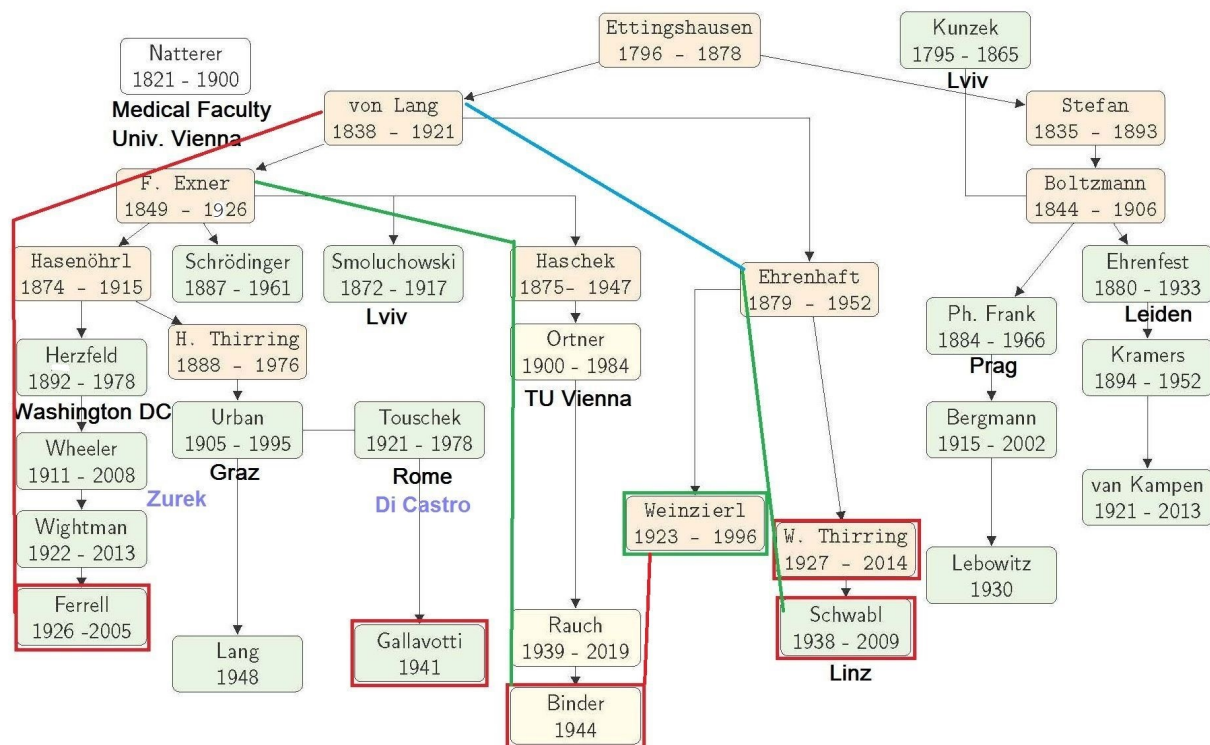 Ettingshausen
1796 - 1878
Kunzek
1795 - 1865
Lviv
Natterer
1821 - 1900
Medical Faculty
Univ. Vienna
von Lang
1838 - 1921
Stefan
1835 - 1893
F. Exner
1849 - 1926
Boltzmann
1844 - 1906
Hasenöhrl
1874 - 1915
Schrödinger
1887 - 1961
Smoluchowski
1872 - 1917
Lviv
Haschek
1875- 1947
Ehrenhaft
1879 - 1952
Ehrenfest
1880 - 1933
Leiden
Ph. Frank
1884 - 1966
Prag
Herzfeld
1892 - 1978
Washington DC
H. Thirring
1888 - 1976
Ortner
1900 - 1984
TU Vienna
Kramers
1894 - 1952
Urban
1905 - 1995
Graz
Touschek
1921 - 1978
Rome
Di Castro
Bergmann
1915 - 2002
Wheeler
1911 - 2008
Zurek
van Kampen
1921 - 2013
Wightman
1922 - 2013
Weinzierl
1923 - 1996
W. Thirring
1927 - 2014
Lebowitz
1930
Ferrell
1926 -2005
Lang
1948
Gallavotti
1941
Rauch
1939 - 2019
Schwabl
1938 - 2009
Linz
Binder
1944